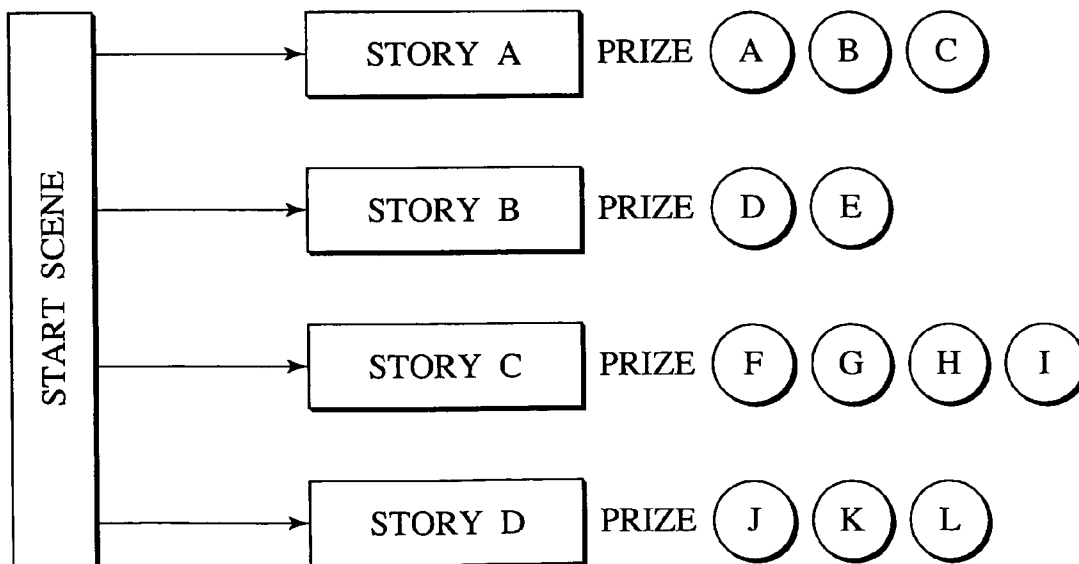 START SCENE
STORY A PRIZE A B C
STORY B PRIZE D E
STORY C PRIZE F G H I
STORY D PRIZE J K L